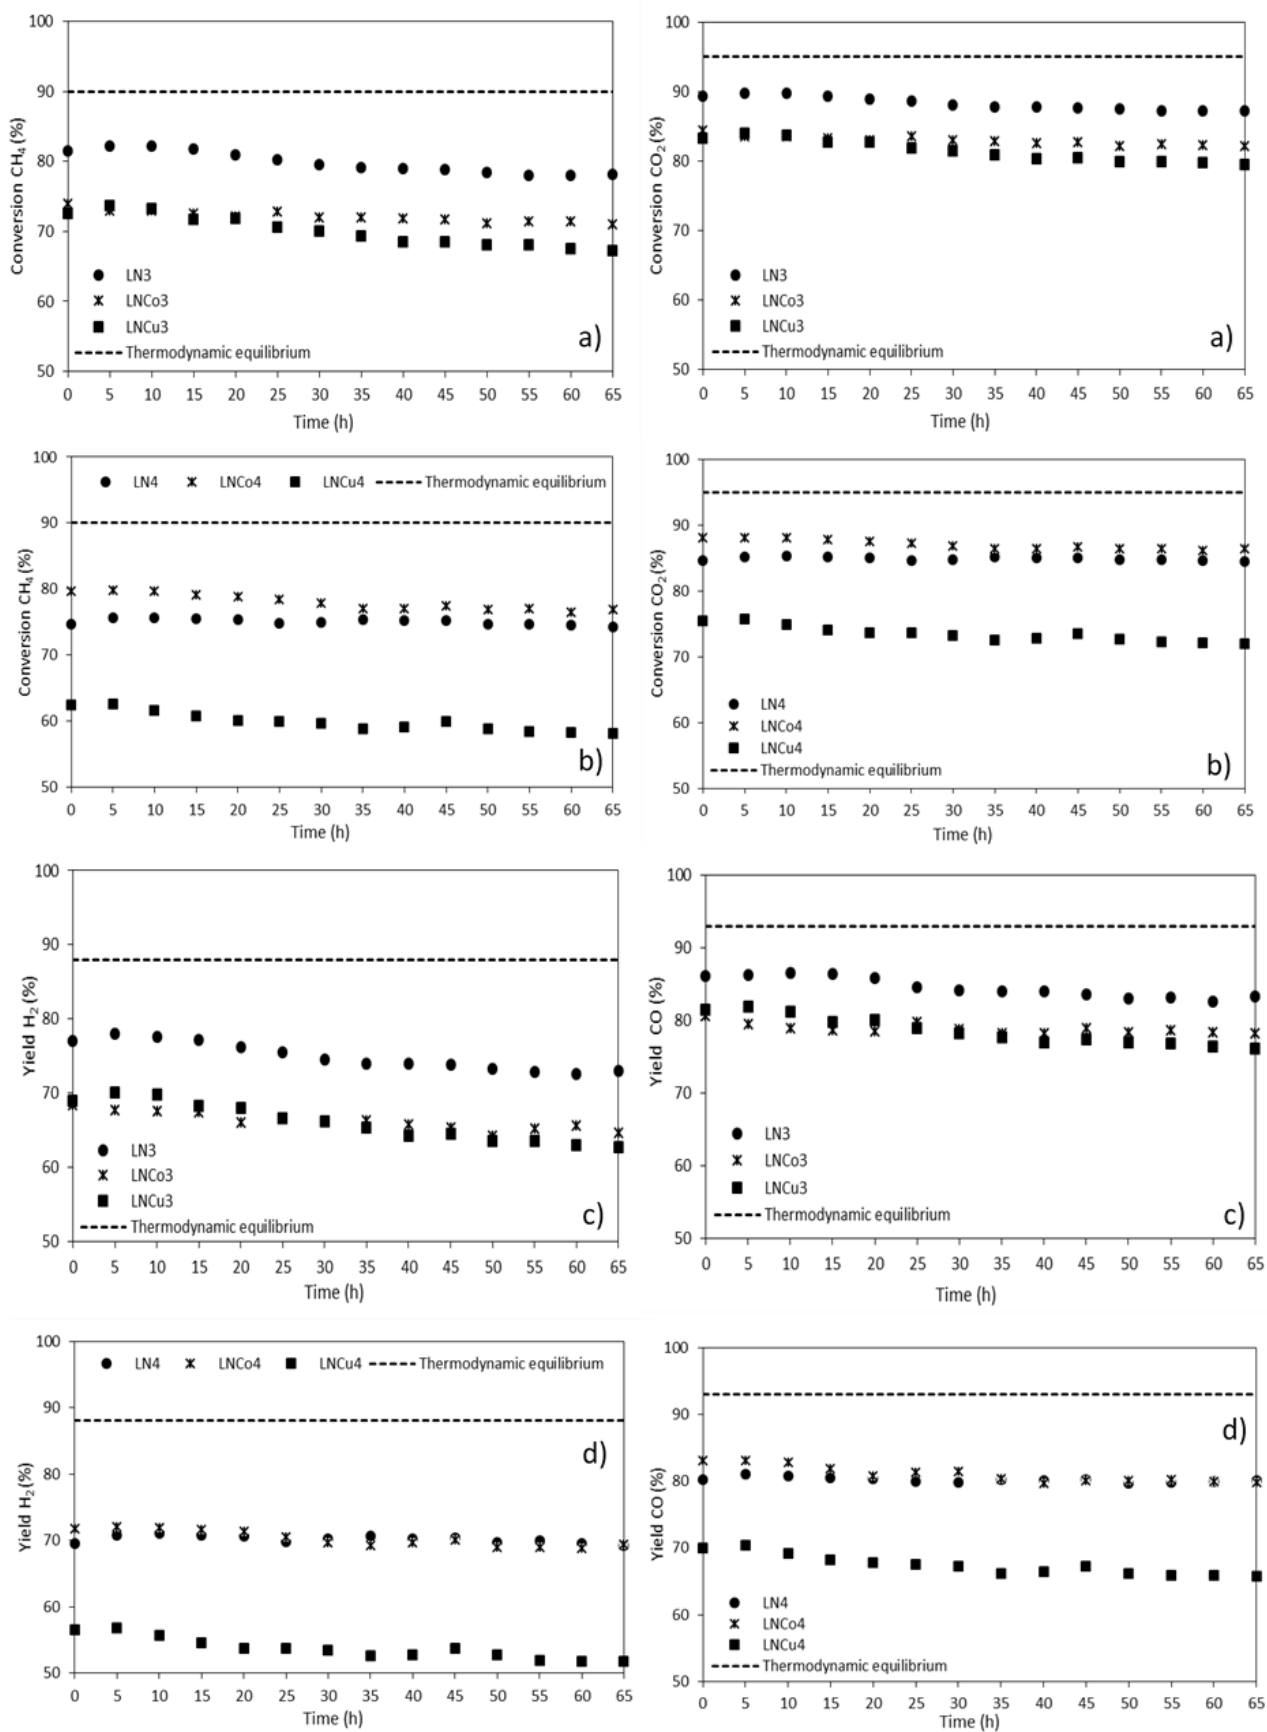 100
90
80
70
60
50
Conversion CH₄ (%)
LN3
LNCo3
LNCu3
Thermodynamic equilibrium
a)
0 5 10 15 20 25 30 35 40 45 50 55 60 65
Time (h)
100
90
80
70
60
50
Conversion CO₂ (%)
LN3
LNCo3
LNCu3
Thermodynamic equilibrium
a)
0 5 10 15 20 25 30 35 40 45 50 55 60 65
Time (h)
100
90
80
70
60
50
Conversion CH₄ (%)
LN4 LNCo4 LNCu4 Thermodynamic equilibrium
b)
0 5 10 15 20 25 30 35 40 45 50 55 60 65
Time (h)
100
90
80
70
60
50
Conversion CO₂ (%)
LN4
LNCo4
LNCu4
Thermodynamic equilibrium
b)
0 5 10 15 20 25 30 35 40 45 50 55 60 65
Time (h)
100
90
80
70
60
50
Yield H₂ (%)
LN3
LNCo3
LNCu3
Thermodynamic equilibrium
c)
0 5 10 15 20 25 30 35 40 45 50 55 60 65
Time (h)
100
90
80
70
60
50
Yield CO (%)
LN3
LNCo3
LNCu3
Thermodynamic equilibrium
c)
0 5 10 15 20 25 30 35 40 45 50 55 60 65
Time (h)
100
90
80
70
60
50
Yield H₂ (%)
LN4 LNCo4 LNCu4 Thermodynamic equilibrium
d)
0 5 10 15 20 25 30 35 40 45 50 55 60 65
Time (h)
100
90
80
70
60
50
Yield CO (%)
d)
LN4
LNCo4
LNCu4
Thermodynamic equilibrium
0 5 10 15 20 25 30 35 40 45 50 55 60 65
Time (h)